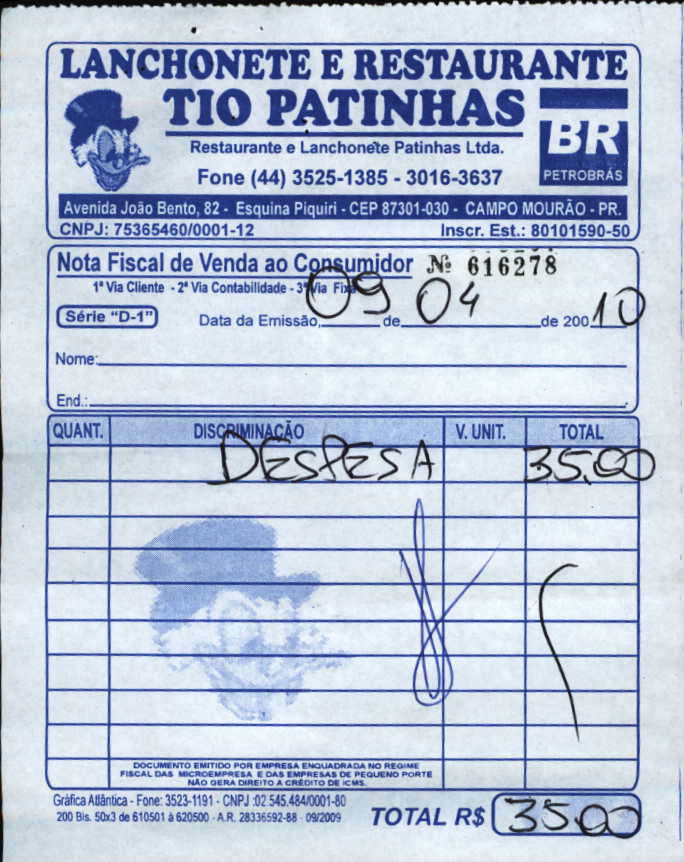 LANCHONETE E RESTAURANTE
TIO PATINHAS
Restaurante e Lanchonete Patinhas Ltda.
Fone (44) 3525-1385 - 3016-3637
BR
PETROBRÁS
Avenida João Bento, 82 - Esquina Piquiri - CEP 87301-030 - CAMPO MOURÃO - PR.
CNPJ: 75365460/0001-12 Inscr. Est.: 80101590-50
Nota Fiscal de Venda ao Consumidor Nº 616278
1ª Via Cliente - 2ª Via Contabilidade - 3ª Via Fixa
Série "D-1" Data da Emissão, 09 de 04 de 200 10
Nome:
End.:
QUANT. DISCRIMINAÇÃO V. UNIT. TOTAL
DESPESA 35,00
DOCUMENTO EMITIDO POR EMPRESA ENQUADRADA NO REGIME
FISCAL DAS MICROEMPRESA E DAS EMPRESAS DE PEQUENO PORTE
NÃO GERA DIREITO A CRÉDITO DE ICMS.
Gráfica Atlântica - Fone: 3523-1191 - CNPJ :02.545.484/0001-80
200 Bls. 50x3 de 610501 à 620500 - A.R. 28336592-88 - 09/2009
TOTAL R$ 35,00